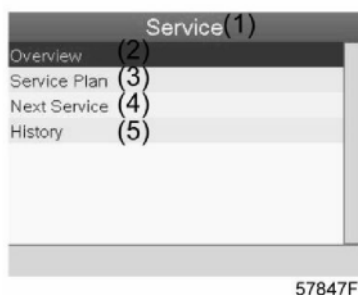 Service(1)
Overview (2)
Service Plan (3)
Next Service (4)
History (5)
57847F